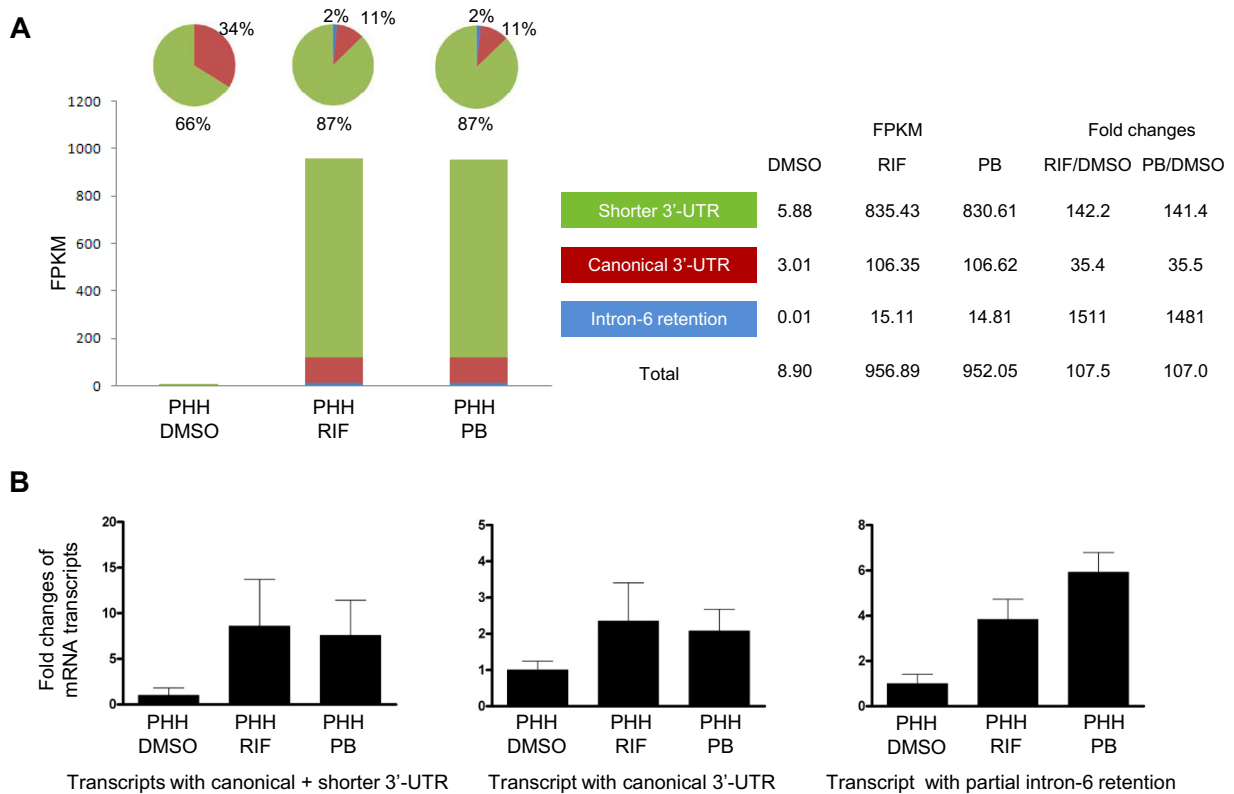 A
34%
2%
11%
2%
11%
66%
87%
87%
1200
1000
800
600
400
200
0
FPKM
PHH DMSO
PHH RIF
PHH PB
FPKM Fold changes
DMSO RIF PB RIF/DMSO PB/DMSO
Shorter 3’-UTR 5.88 835.43 830.61 142.2 141.4
Canonical 3’-UTR 3.01 106.35 106.62 35.4 35.5
Intron-6 retention 0.01 15.11 14.81 1511 1481
Total 8.90 956.89 952.05 107.5 107.0
B
Fold changes of
mRNA transcripts
20
15
10
5
0
PHH DMSO
PHH RIF
PHH PB
Transcripts with canonical + shorter 3’-UTR
5
4
3
2
1
0
PHH DMSO
PHH RIF
PHH PB
Transcript with canonical 3’-UTR
8
6
4
2
0
PHH DMSO
PHH RIF
PHH PB
Transcript with partial intron-6 retention